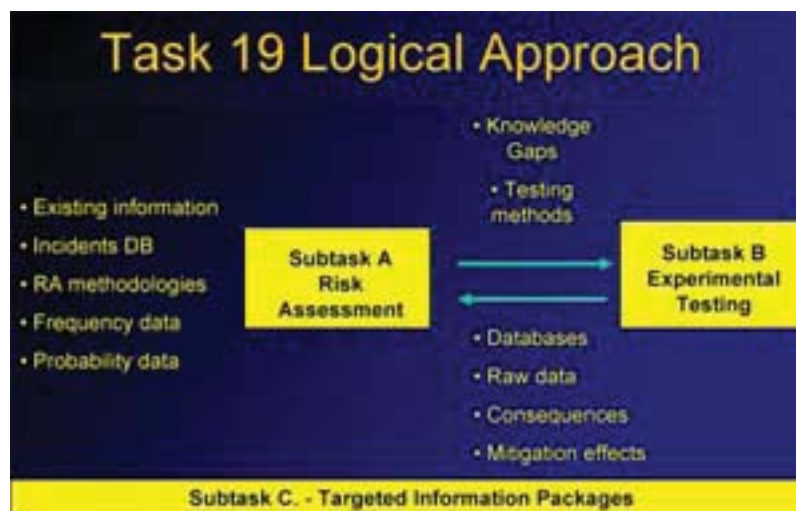 Task 19 Logical Approach
• Existing information
• Incidents DB
• RA methodologies
• Frequency data
• Probability data
Subtask A
Risk
Assessment
• Knowledge
Gaps
• Testing
methods
• Databases
• Raw data
• Consequences
• Mitigation effects
Subtask B
Experimental
Testing
Subtask C. - Targeted Information Packages